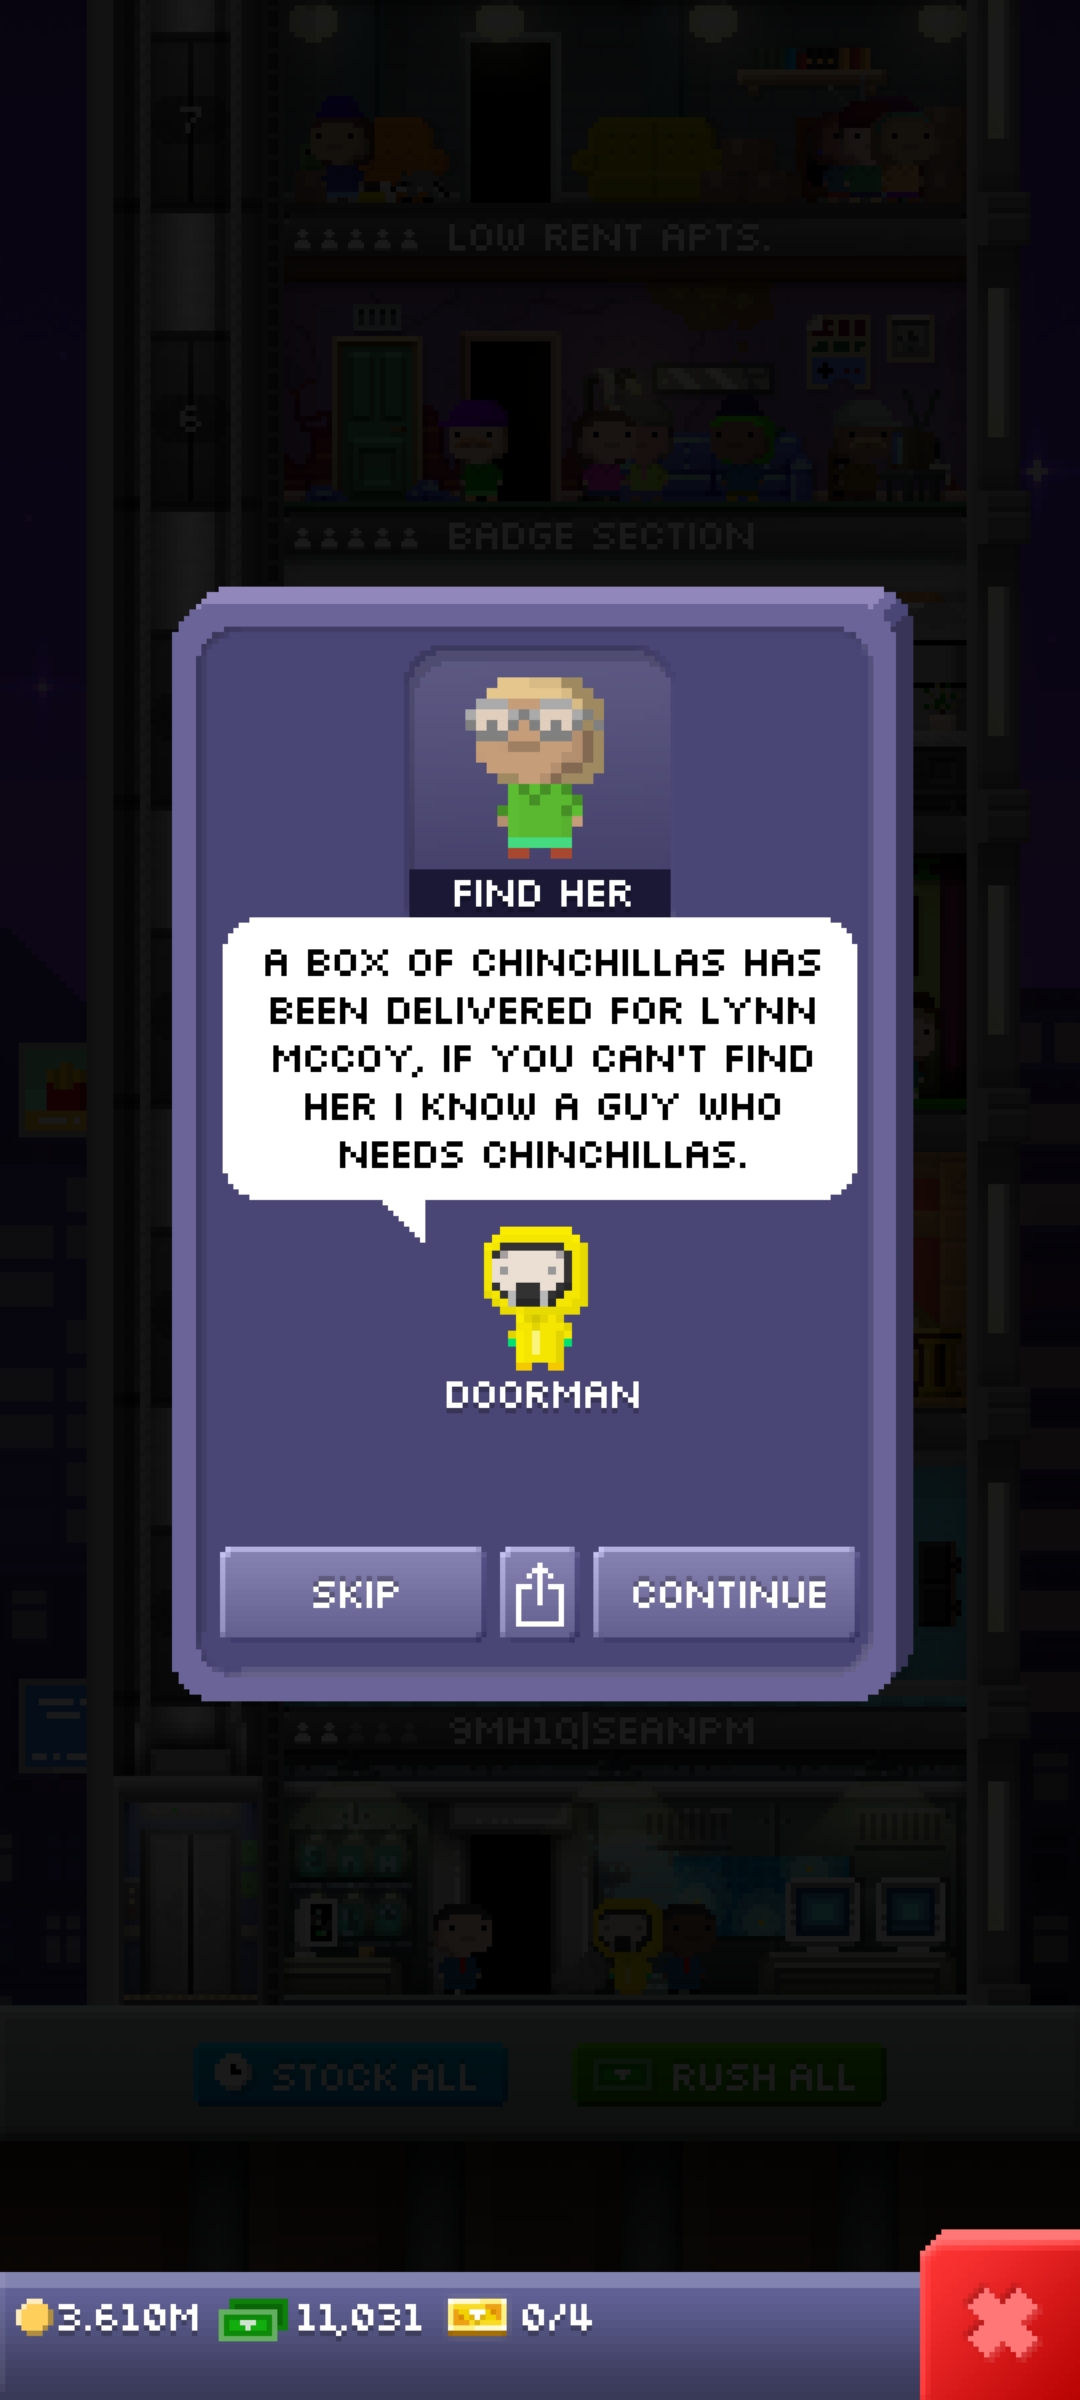 7
LOW RENT APTS.
6
BADGE SECTION
FIND HER
A BOX OF CHINCHILLAS HAS
BEEN DELIVERED FOR LYNN
MCCOY, IF YOU CAN'T FIND
HER I KNOW A GUY WHO
NEEDS CHINCHILLAS.
DOORMAN
SKIP
CONTINUE
9MH1Q|SEANPM
STOCK ALL
RUSH ALL
3.610M
11,031
0/4